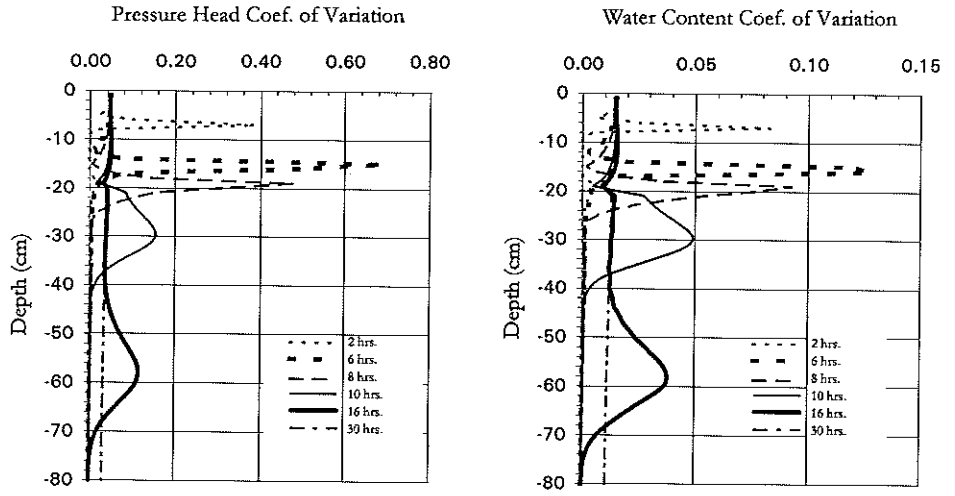 Pressure Head Coef. of Variation
0.00 0.20 0.40 0.60 0.80
0
-10
-20
-30
-40
-50
-60
-70
-80
Depth (cm)
2 hrs.
6 hrs.
8 hrs.
10 hrs.
16 hrs.
30 hrs.
Water Content Coef. of Variation
0.00 0.05 0.10 0.15
0
-10
-20
-30
-40
-50
-60
-70
-80
Depth (cm)
2 hrs.
6 hrs.
8 hrs.
10 hrs.
16 hrs.
30 hrs.